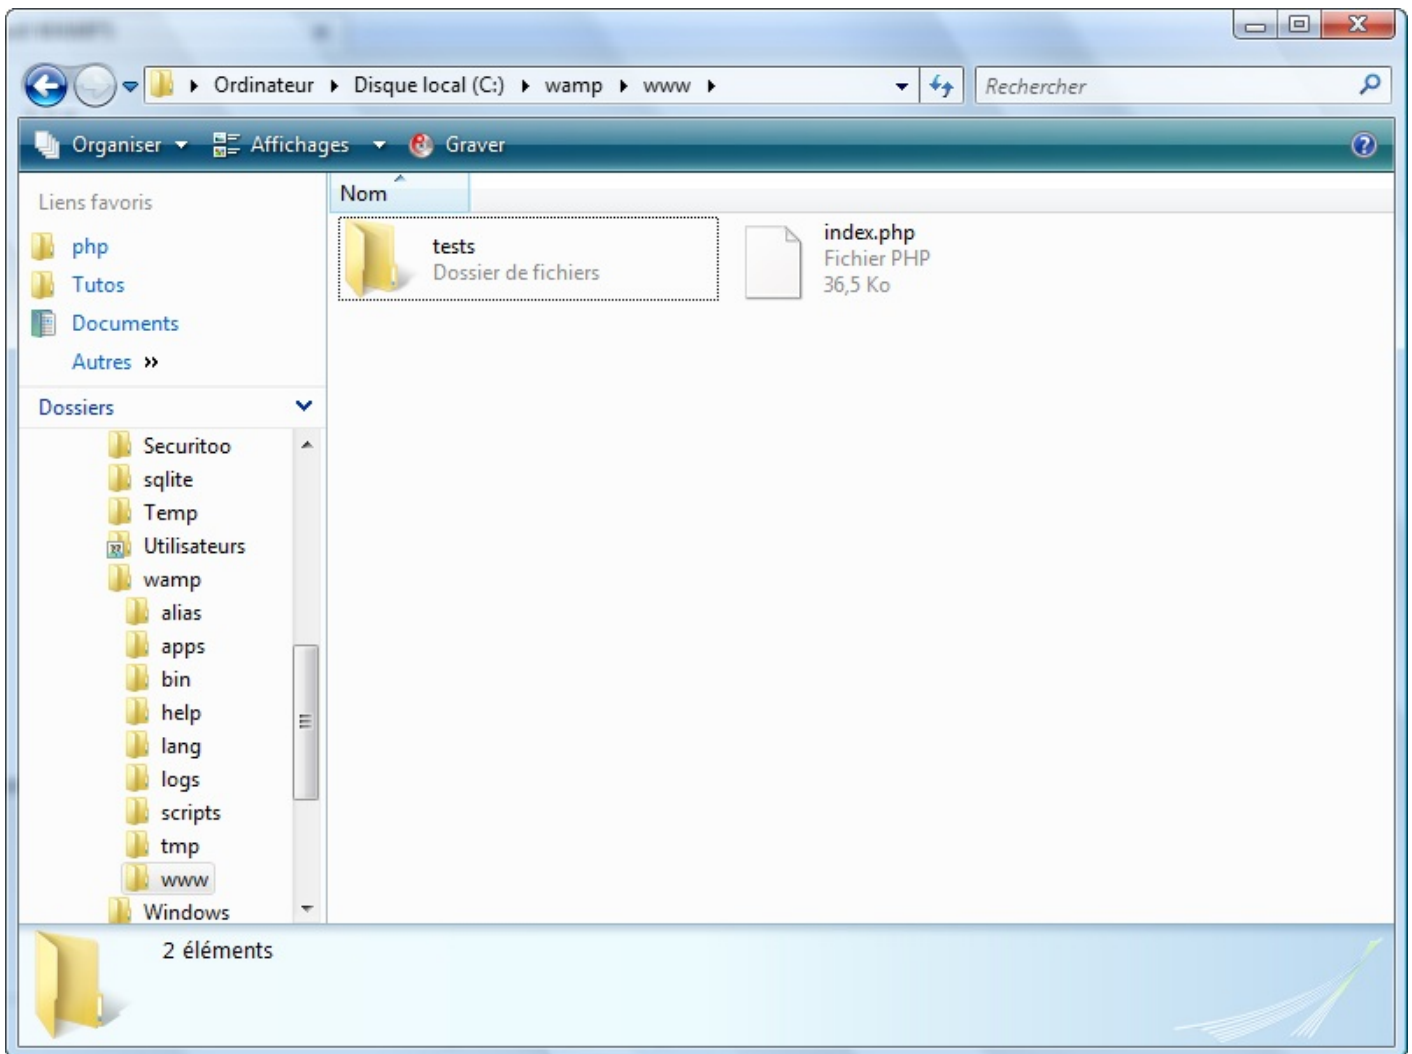 Ordinateur Disque local (C:) wamp www
Rechercher
Organiser Affichages Graver
Liens favoris
php
Tutos
Documents
Autres »
Dossiers
Securitoo
sqlite
Temp
Utilisateurs
wamp
alias
apps
bin
help
lang
logs
scripts
tmp
www
Windows
Nom
tests
Dossier de fichiers
index.php
Fichier PHP
36,5 Ko
2 éléments